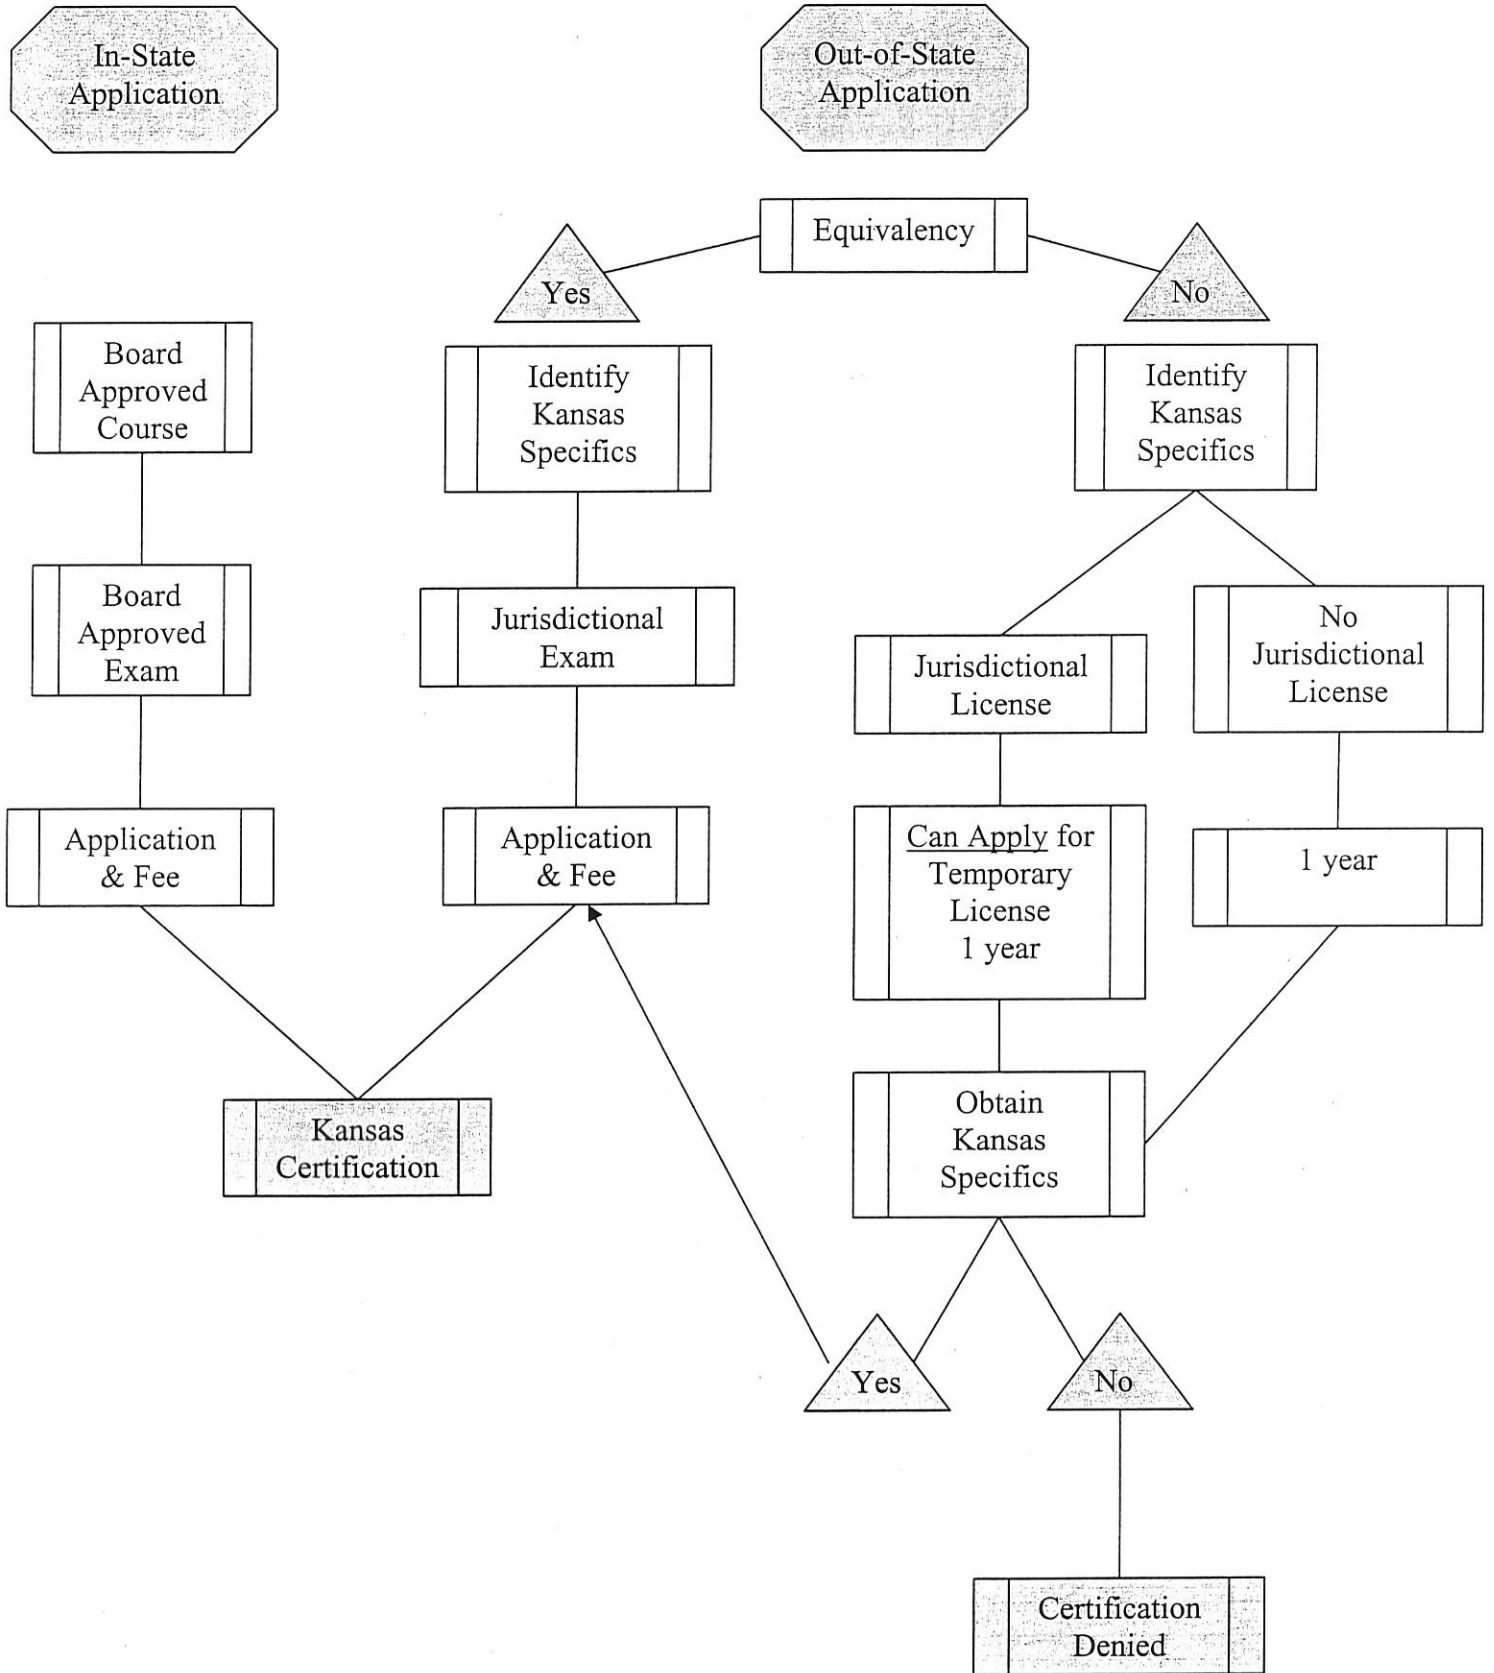 In-State
Application
Out-of-State
Application
Equivalency
Yes
No
Board
Approved
Course
Identify
Kansas
Specifics
Identify
Kansas
Specifics
Board
Approved
Exam
Jurisdictional
Exam
Jurisdictional
License
No
Jurisdictional
License
Application
& Fee
Application
& Fee
Can Apply for
Temporary
License
1 year
1 year
Kansas
Certification
Obtain
Kansas
Specifics
Yes
No
Certification
Denied